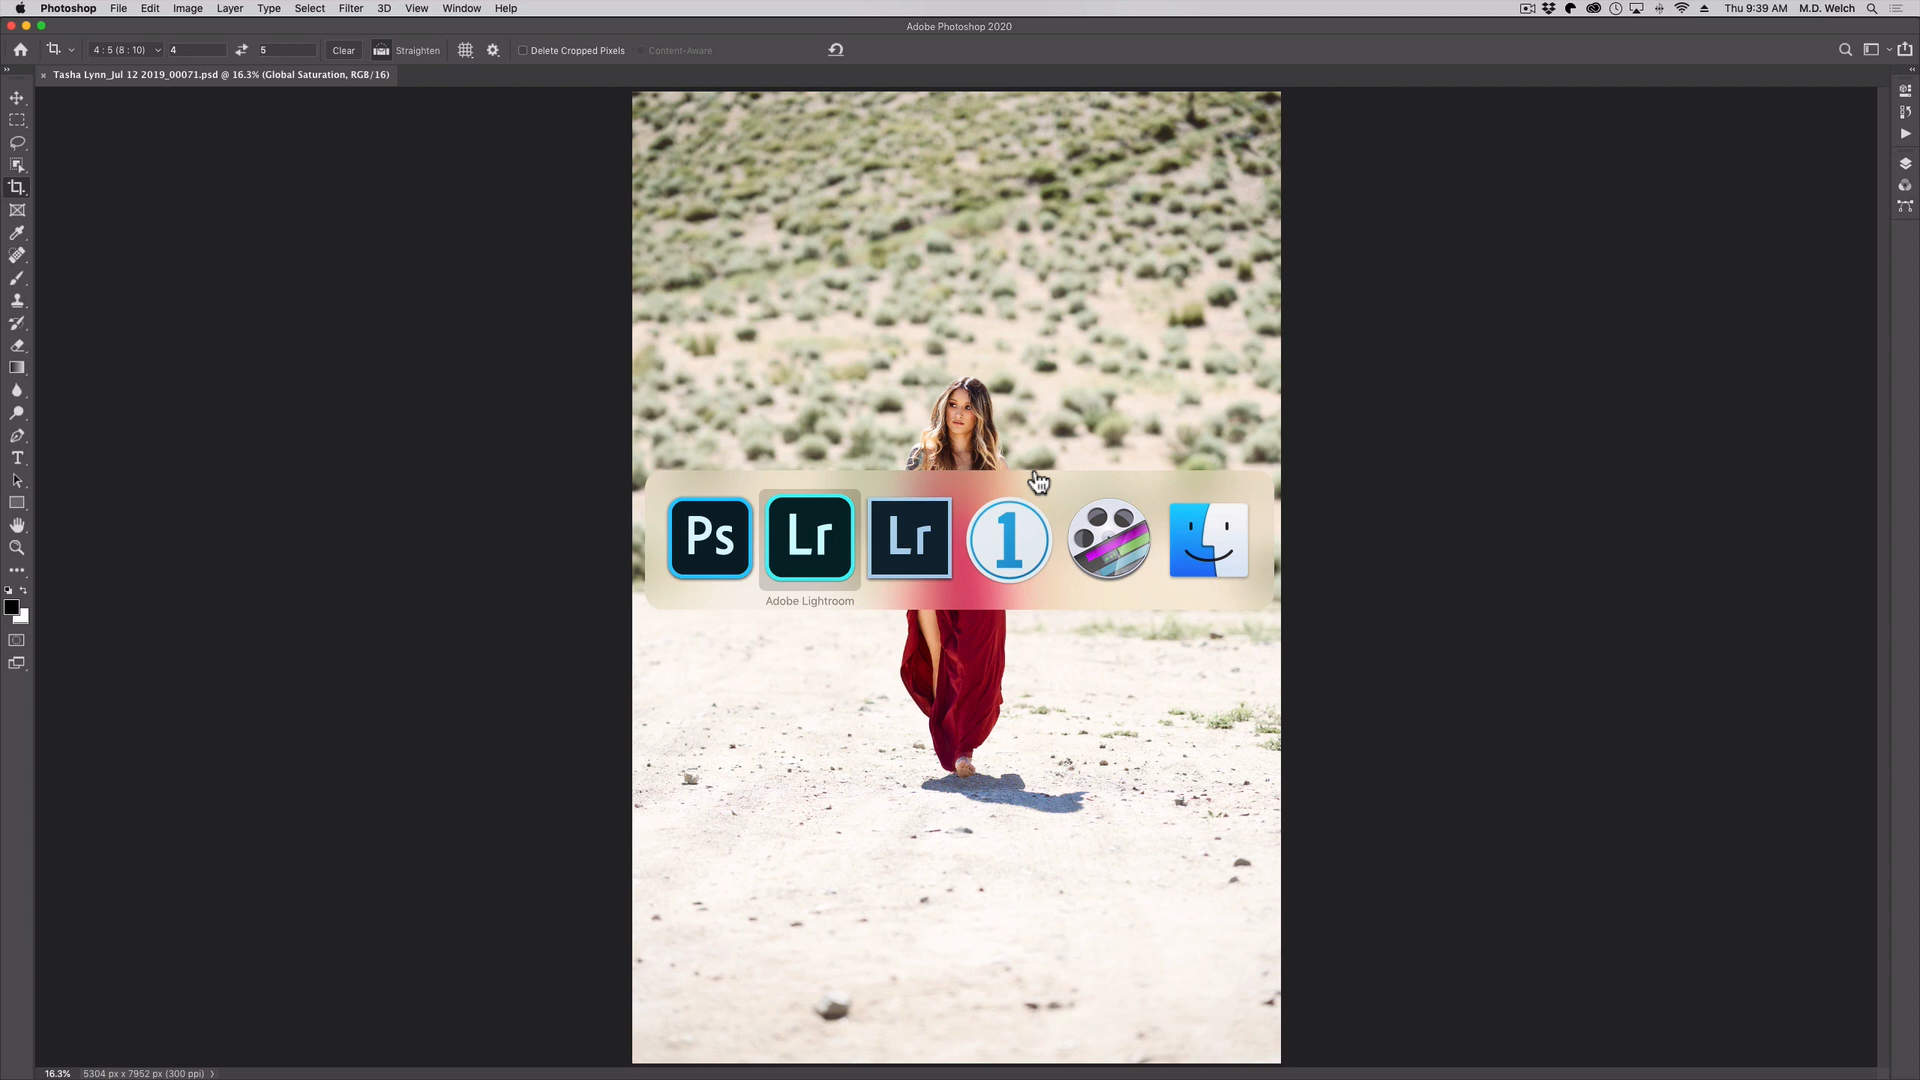 Photoshop File Edit Image Layer Type Select Filter 3D View Window Help Thu 9:39 AM M.D. Welch
Adobe Photoshop 2020
4 : 5 (8 : 10) 4 5 Clear Straighten Delete Cropped Pixels Content-Aware
Tasha Lynn_Jul 12 2019_00071.psd @ 16.3% (Global Saturation, RGB/16)
Ps Lr Lr 1
Adobe Lightroom
T
16.3% 5304 px x 7952 px (300 ppi)